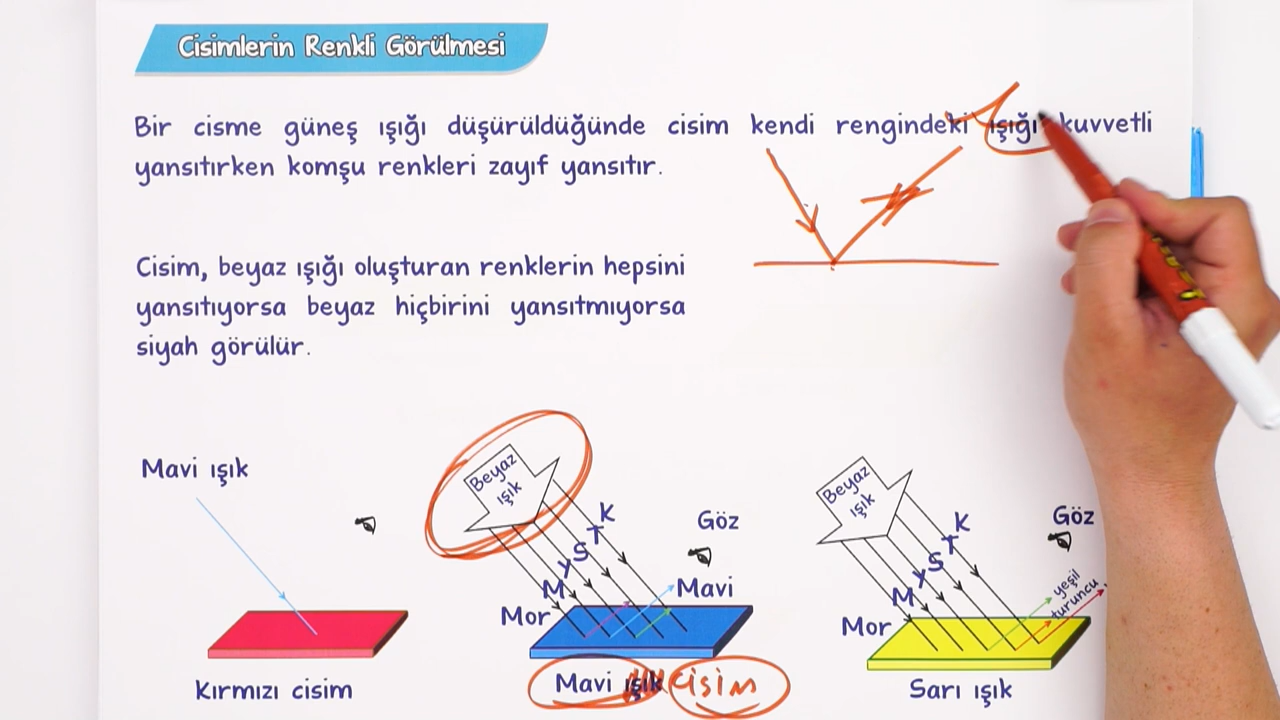 Cisimlerin Renkli Görülmesi
Bir cisme güneş ışığı düşürüldüğünde cisim kendi rengindeki ışığı kuvvetli
yansıtırken komşu renkleri zayıf yansıtır.
Cisim, beyaz ışığı oluşturan renklerin hepsini
yansıtıyorsa beyaz hiçbirini yansıtmıyorsa
siyah görülür.
Mavi ışık
Kırmızı cisim
Beyaz
ışık
K
T
S
Y
M
Mor
Göz
Mavi
Mavi ışık cisim
Beyaz
ışık
K
T
S
Y
M
Mor
Göz
yeşil
turuncu
Sarı ışık